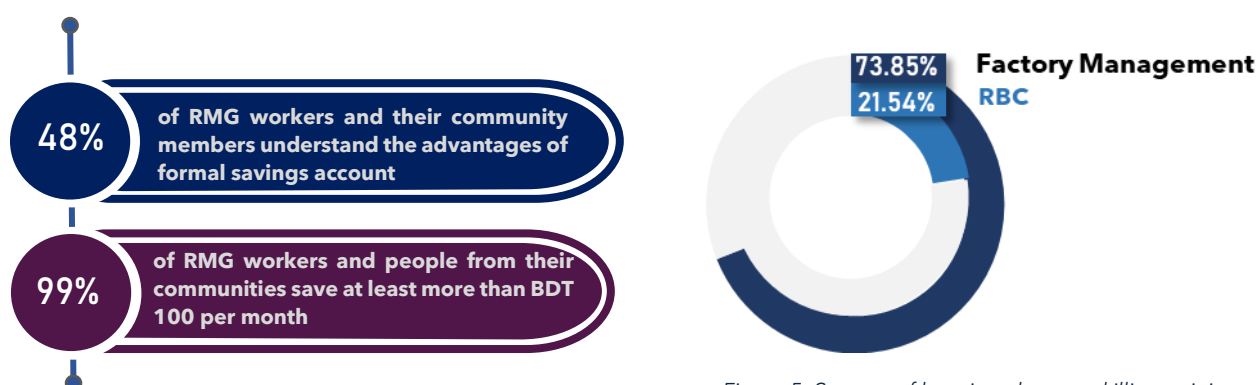 48%
of RMG workers and their community
members understand the advantages of
formal savings account
99%
of RMG workers and people from their
communities save at least more than BDT
100 per month
73.85% Factory Management
21.54% RBC